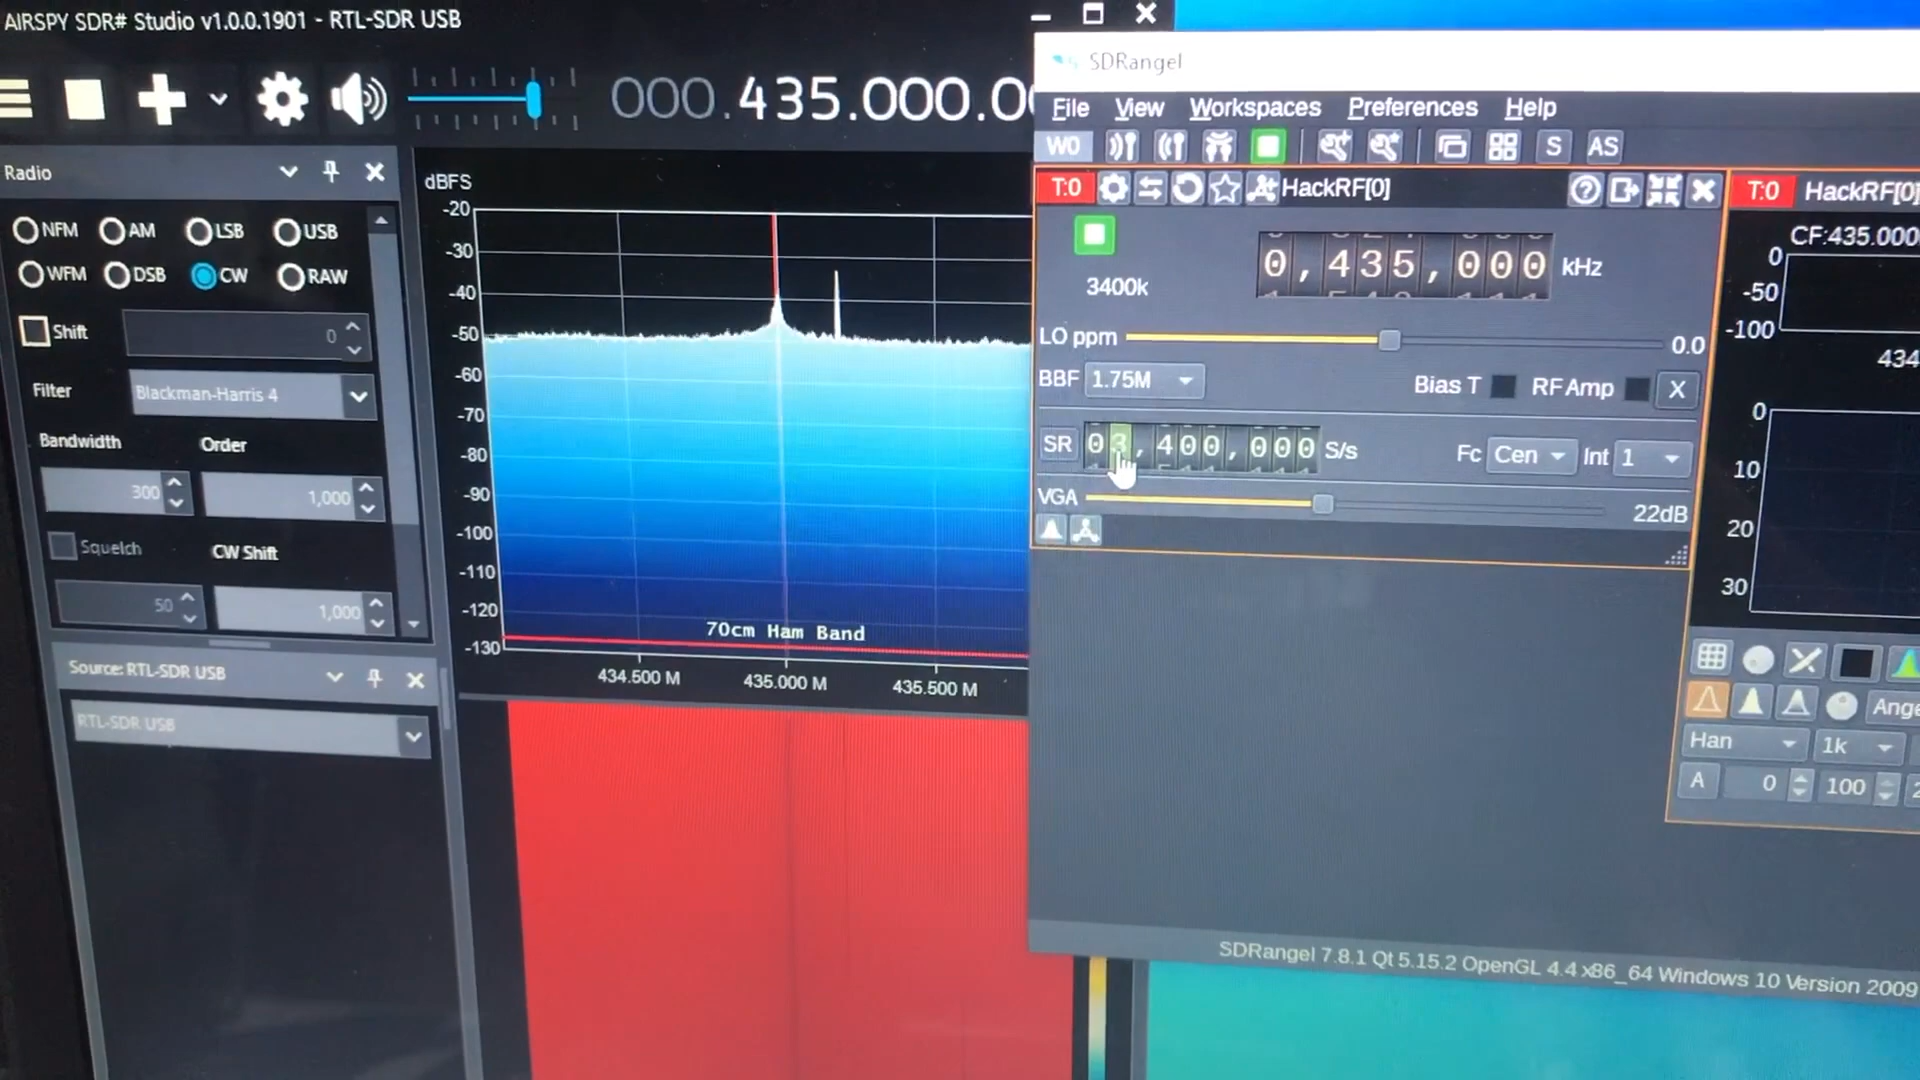 AIRSPY SDR# Studio v1.0.0.1901 - RTL-SDR USB
000.435.000.00
Radio
NFM AM LSB USB
WFM DSB CW RAW
Shift 0
Filter Blackman-Harris 4
Bandwidth Order
300 1,000
Squelch CW Shift
50 1,000
Source: RTL-SDR USB
RTL-SDR USB
dBFS
-20
-30
-40
-50
-60
-70
-80
-90
-100
-110
-120
-130
70cm Ham Band
434.500 M 435.000 M 435.500 M
SDRangel
File View Workspaces Preferences Help
W0 S AS
T:0 HackRF[0]
3400k 0,435,000 kHz
LO ppm 0.0
BBF 1.75M Bias T RF Amp X
SR 03,400,000 S/s Fc Cen Int 1
VGA 22dB
T:0 HackRF[0]
CF:435.000
0
-50
-100
434
0
10
20
30
Ange
Han 1k
A 0 100 2
SDRangel 7.8.1 Qt 5.15.2 OpenGL 4.4 x86_64 Windows 10 Version 2009